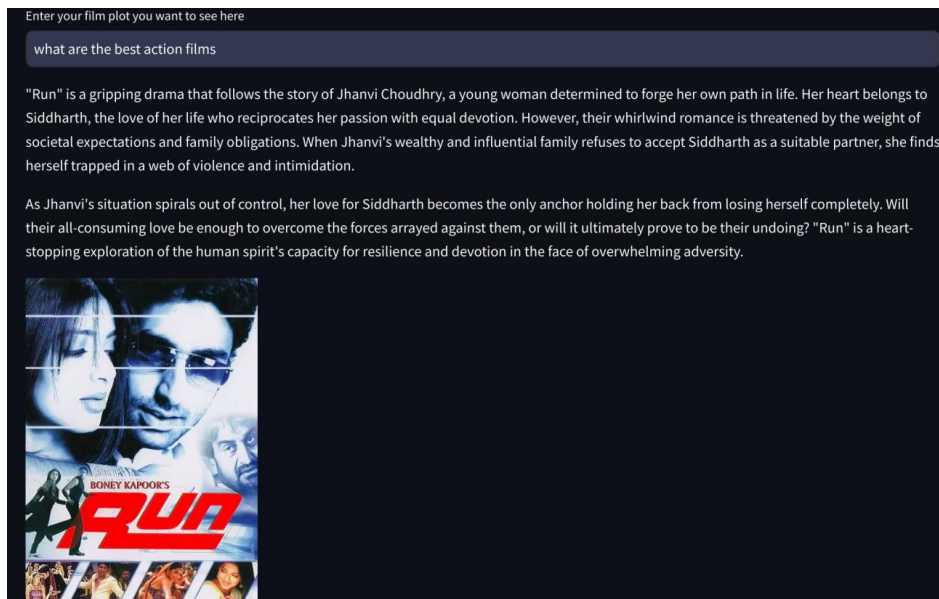 Enter your film plot you want to see here
what are the best action films
"Run" is a gripping drama that follows the story of Jhanvi Choudhry, a young woman determined to forge her own path in life. Her heart belongs to
Siddharth, the love of her life who reciprocates her passion with equal devotion. However, their whirlwind romance is threatened by the weight of
societal expectations and family obligations. When Jhanvi's wealthy and influential family refuses to accept Siddharth as a suitable partner, she finds
herself trapped in a web of violence and intimidation.
As Jhanvi's situation spirals out of control, her love for Siddharth becomes the only anchor holding her back from losing herself completely. Will
their all-consuming love be enough to overcome the forces arrayed against them, or will it ultimately prove to be their undoing? "Run" is a heart-
stopping exploration of the human spirit's capacity for resilience and devotion in the face of overwhelming adversity.
BONEY KAPOOR'S
RUN